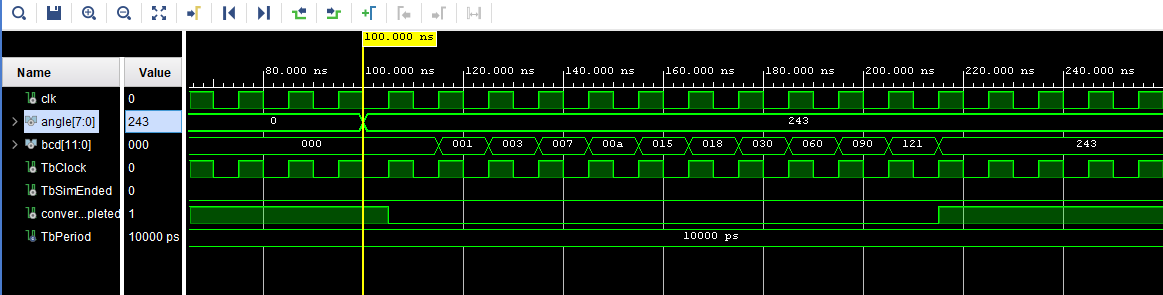 100.000 ns
Name Value
80.000 ns 100.000 ns 120.000 ns 140.000 ns 160.000 ns 180.000 ns 200.000 ns 220.000 ns 240.000 ns
clk 0
angle[7:0] 243 0 243
bcd[11:0] 000 000 001 003 007 00a 015 018 030 060 090 121 243
TbClock 0
TbSimEnded 0
conver...pleted 1
TbPeriod 10000 ps 10000 ps